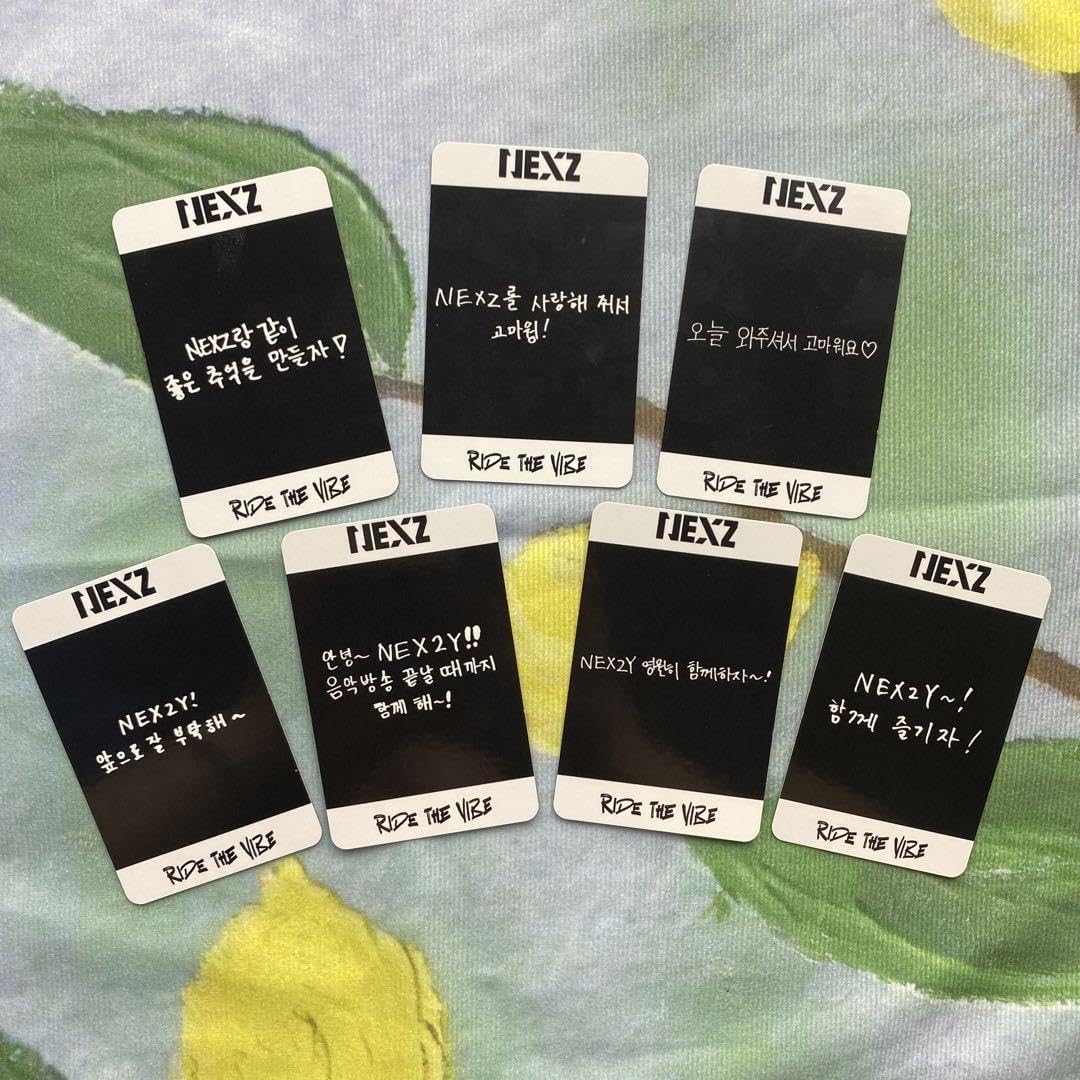 NEXZ
NEXZ랑 같이
좋은 추억을 만들자♡
RIDE THE VIBE
NEXZ
NEXZ를 사랑해 줘서
고마웜!
RIDE THE VIBE
NEXZ
오늘 와주셔서 고마워요♡
RIDE THE VIBE
NEXZ
NEX2Y!
앞으로 잘 부탁해~
RIDE THE VIBE
NEXZ
안녕~ NEX2Y!!
음악방송 끝날 때까지
함께 해~!
RIDE THE VIBE
NEXZ
NEX2Y 영원히 함께하자~!
RIDE THE VIBE
NEXZ
NEX2Y~!
함께 즐기자!
RIDE THE VIBE